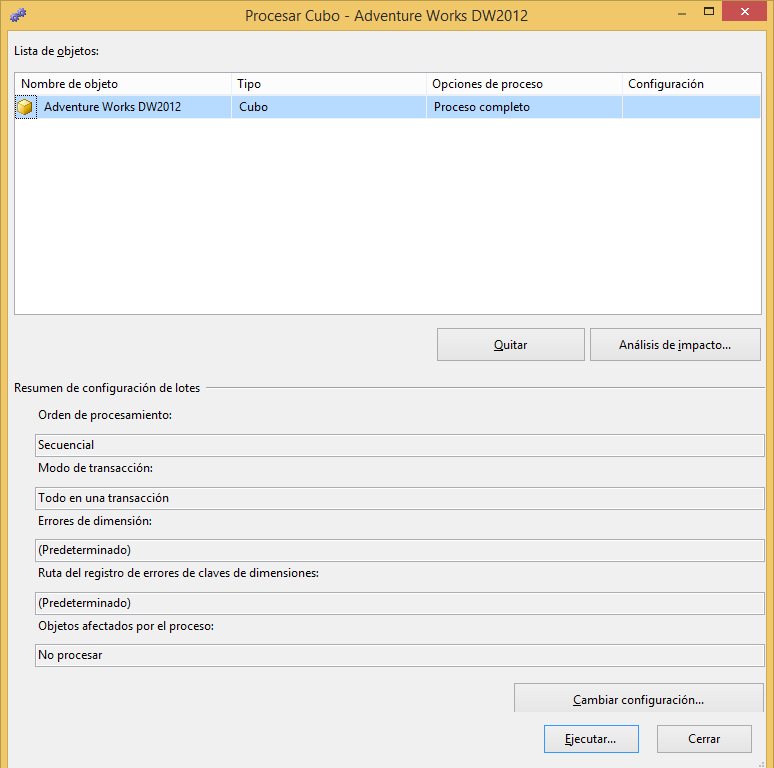 Procesar Cubo - Adventure Works DW2012
Lista de objetos:
Nombre de objeto Tipo Opciones de proceso Configuración
Adventure Works DW2012 Cubo Proceso completo
Quitar Análisis de impacto...
Resumen de configuración de lotes
Orden de procesamiento:
Secuencial
Modo de transacción:
Todo en una transacción
Errores de dimensión:
(Predeterminado)
Ruta del registro de errores de claves de dimensiones:
(Predeterminado)
Objetos afectados por el proceso:
No procesar
Cambiar configuración...
Ejecutar... Cerrar